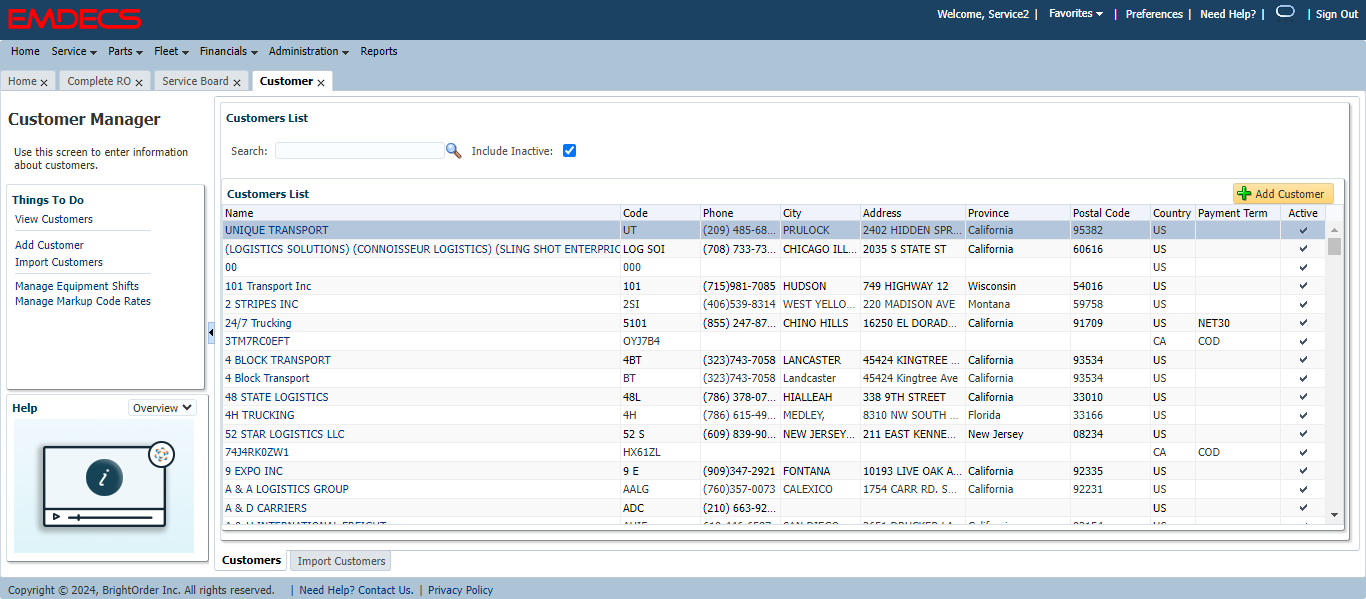 EMDECS
Welcome, Service2 | Favorites | Preferences | Need Help? | | Sign Out
Home Service Parts Fleet Financials Administration Reports
Home Complete RO Service Board Customer
Customer Manager
Use this screen to enter information
about customers.
Things To Do
View Customers
Add Customer
Import Customers
Manage Equipment Shifts
Manage Markup Code Rates
Help Overview
Customers List
Search: Include Inactive:
Customers List Add Customer
Name Code Phone City Address Province Postal Code Country Payment Term Active
UNIQUE TRANSPORT UT (209) 485-68... PRULOCK 2402 HIDDEN SPR... California 95382 US
(LOGISTICS SOLUTIONS) (CONNOISSEUR LOGISTICS) (SLING SHOT ENTERPRIC LOG SOI (708) 733-73... CHICAGO ILL... 2035 S STATE ST California 60616 US
00 000 US
101 Transport Inc 101 (715)981-7085 HUDSON 749 HIGHWAY 12 Wisconsin 54016 US
2 STRIPES INC 2SI (406)539-8314 WEST YELLO... 220 MADISON AVE Montana 59758 US
24/7 Trucking 5101 (855) 247-87... CHINO HILLS 16250 EL DORAD... California 91709 US NET30
3TM7RC0EFT OYJ7B4 CA COD
4 BLOCK TRANSPORT 4BT (323)743-7058 LANCASTER 45424 KINGTREE ... California 93534 US
4 Block Transport BT (323)743-7058 Landcaster 45424 Kingtree Ave California 93534 US
48 STATE LOGISTICS 48L (786) 378-07... HIALLEAH 338 9TH STREET California 33010 US
4H TRUCKING 4H (786) 615-49... MEDLEY, 8310 NW SOUTH ... Florida 33166 US
52 STAR LOGISTICS LLC 52 S (609) 839-90... NEW JERSEY... 211 EAST KENNE... New Jersey 08234 US
74J4RK0ZW1 HX61ZL CA COD
9 EXPO INC 9 E (909)347-2921 FONTANA 10193 LIVE OAK A... California 92335 US
A & A LOGISTICS GROUP AALG (760)357-0073 CALEXICO 1754 CARR RD. S... California 92231 US
A & D CARRIERS ADC (210) 663-92... US
Customers Import Customers
Copyright © 2024, BrightOrder Inc. All rights reserved. | Need Help? Contact Us. | Privacy Policy